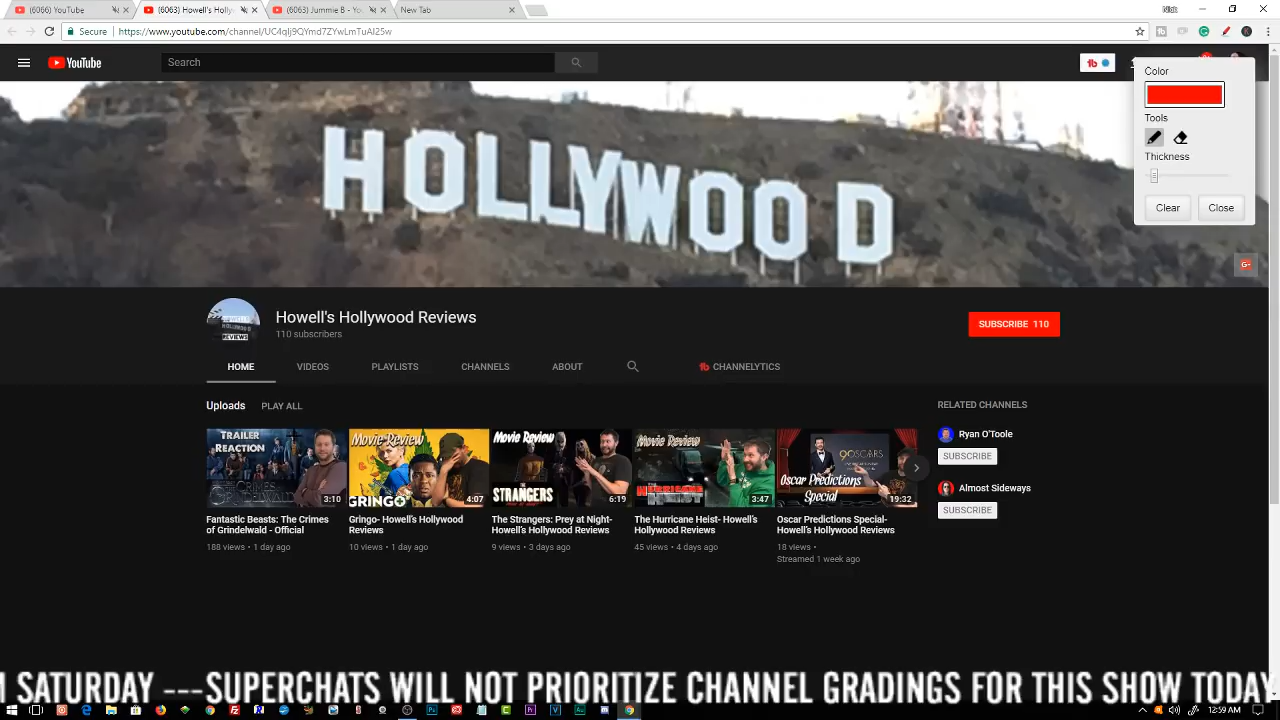 (6066) YouTube
(6063) Howell's Holly
(6063) Jummie B - Yo
New Tab
Secure
https://www.youtube.com/channel/UC4qIj9QYmd7ZYwLmTuAI25w
YouTube
Search
Color
Tools
Thickness
Clear
Close
HOLLYWOOD
G+
Howell's Hollywood Reviews
110 subscribers
SUBSCRIBE 110
HOME
VIDEOS
PLAYLISTS
CHANNELS
ABOUT
CHANNELYTICS
Uploads
PLAY ALL
TRAILER
REACTION
3:10
Movie-Review
GRINGO
4:07
Movie Review
THE STRANGERS
6:19
Movie-Review
HURRICANE
3:47
90 OSCARS
Oscar Predictions
Special
19:32
Fantastic Beasts: The Crimes
of Grindelwald - Official
188 views • 1 day ago
Gringo- Howell's Hollywood
Reviews
10 views • 1 day ago
The Strangers: Prey at Night-
Howell's Hollywood Reviews
9 views • 3 days ago
The Hurricane Heist- Howell's
Hollywood Reviews
45 views • 4 days ago
Oscar Predictions Special-
Howell's Hollywood Reviews
18 views •
Streamed 1 week ago
RELATED CHANNELS
Ryan O'Toole
SUBSCRIBE
Almost Sideways
SUBSCRIBE
M SATURDAY ---SUPERCHATS WILL NOT PRIORITIZE CHANNEL GRADINGS FOR THIS SHOW TODAY
12:59 AM